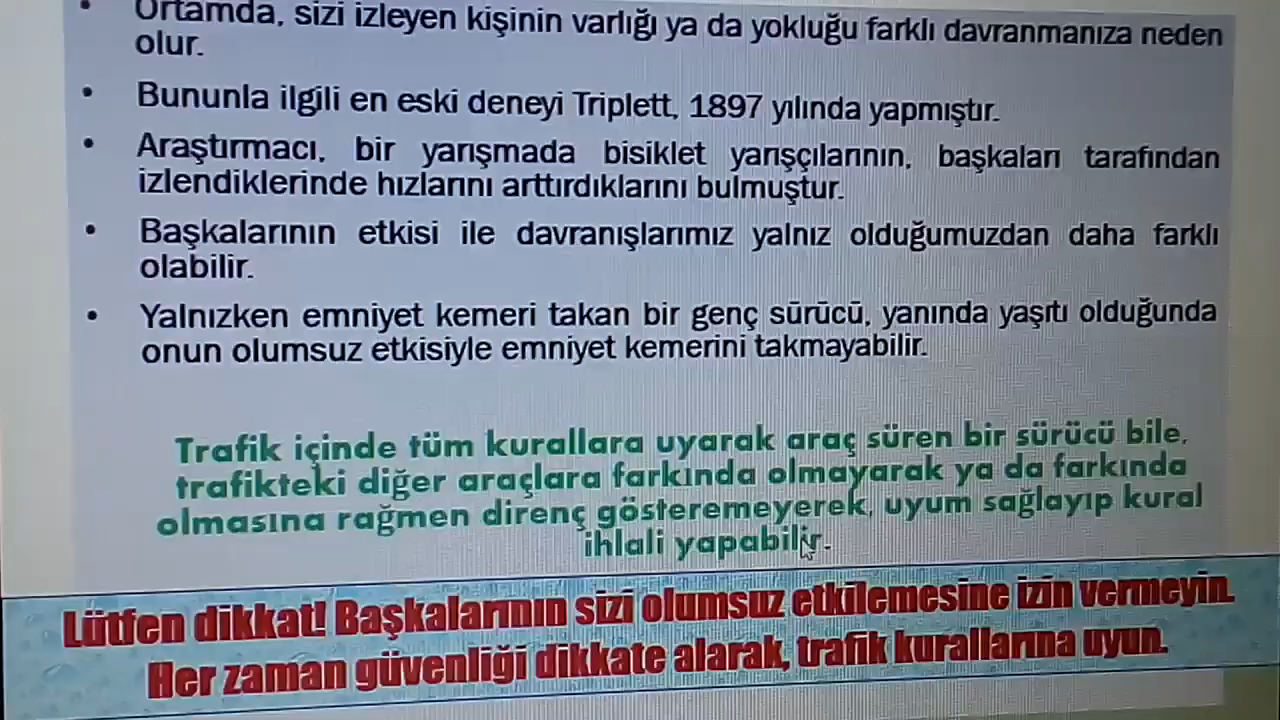 • Ortamda, sizi izleyen kişinin varlığı ya da yokluğu farklı davranmanıza neden
olur.
• Bununla ilgili en eski deneyi Triplett, 1897 yılında yapmıştır.
• Araştırmacı, bir yarışmada bisiklet yarışçılarının, başkaları tarafından
izlendiklerinde hızlarını arttırdıklarını bulmuştur.
• Başkalarının etkisi ile davranışlarımız yalnız olduğumuzdan daha farklı
olabilir.
• Yalnızken emniyet kemeri takan bir genç sürücü, yanında yaşıtı olduğunda
onun olumsuz etkisiyle emniyet kemerini takmayabilir.
Trafik içinde tüm kurallara uyarak araç süren bir sürücü bile,
trafikteki diğer araçlara farkında olmayarak ya da farkında
olmasına rağmen direnç gösteremeyerek, uyum sağlayıp kural
ihlali yapabilir.
Lütfen dikkat! Başkalarının sizi olumsuz etkilemesine izin vermeyin.
Her zaman güvenliği dikkate alarak, trafik kurallarına uyun.